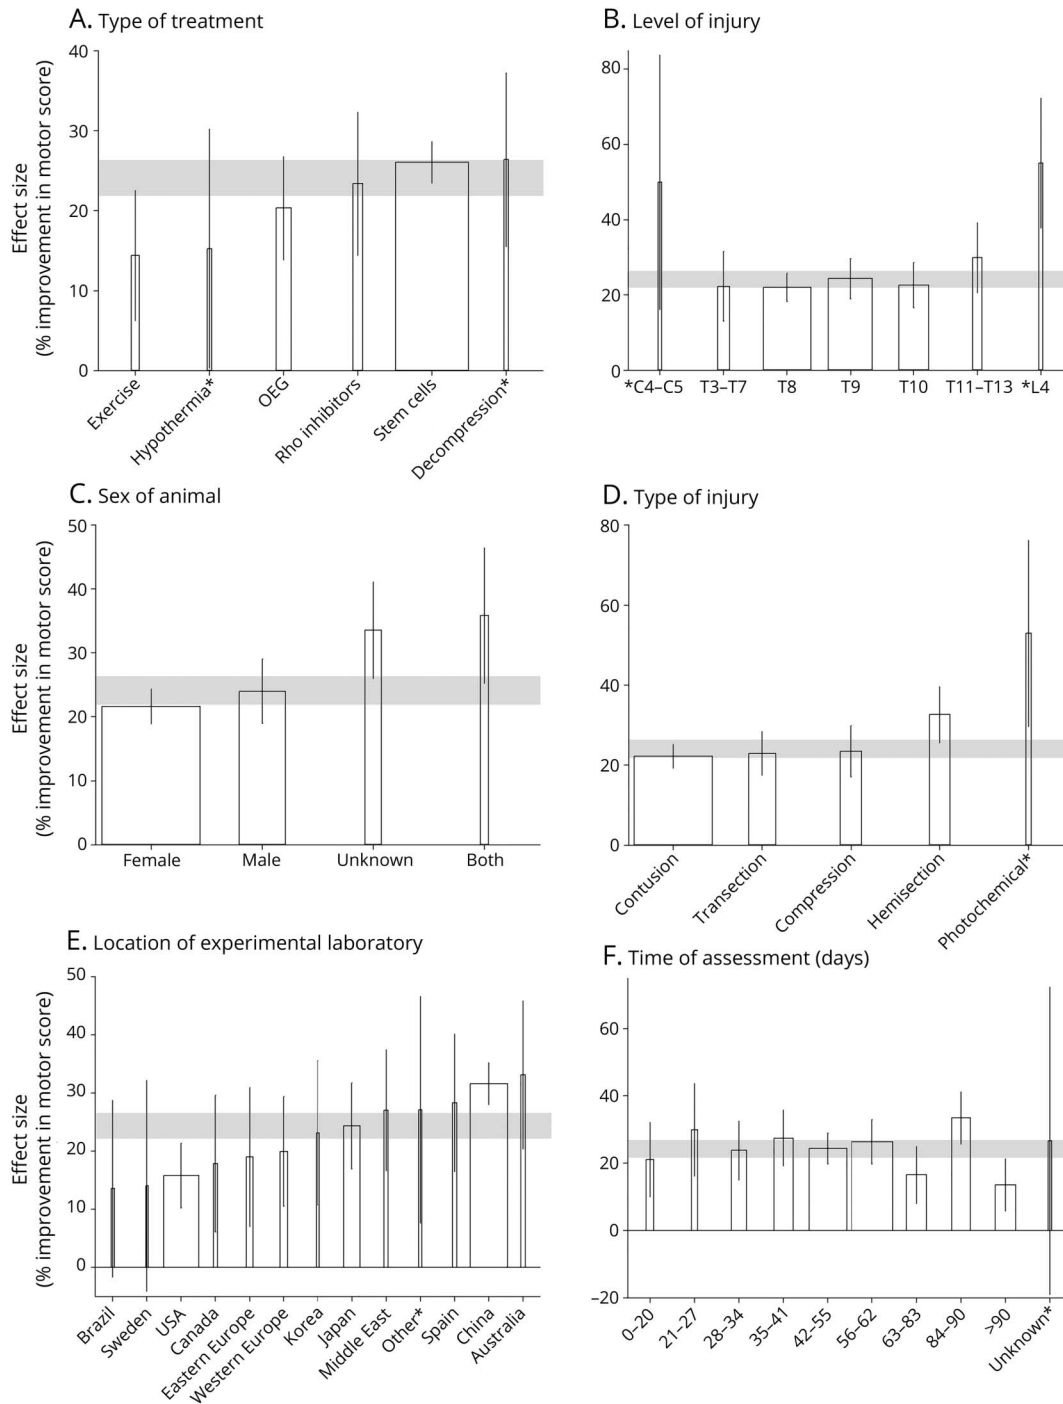 A. Type of treatment
Effect size
(% improvement in motor score)
40
30
20
10
0
Exercise
Hypothermia*
OEG
Rho inhibitors
Stem cells
Decompression*
B. Level of injury
80
60
40
20
0
*C4–C5
T3–T7
T8
T9
T10
T11–T13
*L4
C. Sex of animal
Effect size
(% improvement in motor score)
50
40
30
20
10
0
Female
Male
Unknown
Both
D. Type of injury
80
60
40
20
0
Contusion
Transection
Compression
Hemisection
Photochemical*
E. Location of experimental laboratory
Effect size
(% improvement in motor score)
50
40
30
20
10
0
Brazil
Sweden
USA
Canada
Eastern Europe
Western Europe
Korea
Japan
Middle East
Other*
Spain
China
Australia
F. Time of assessment (days)
60
40
20
0
–20
0–20
21–27
28–34
35–41
42–55
56–62
63–83
84–90
>90
Unknown*